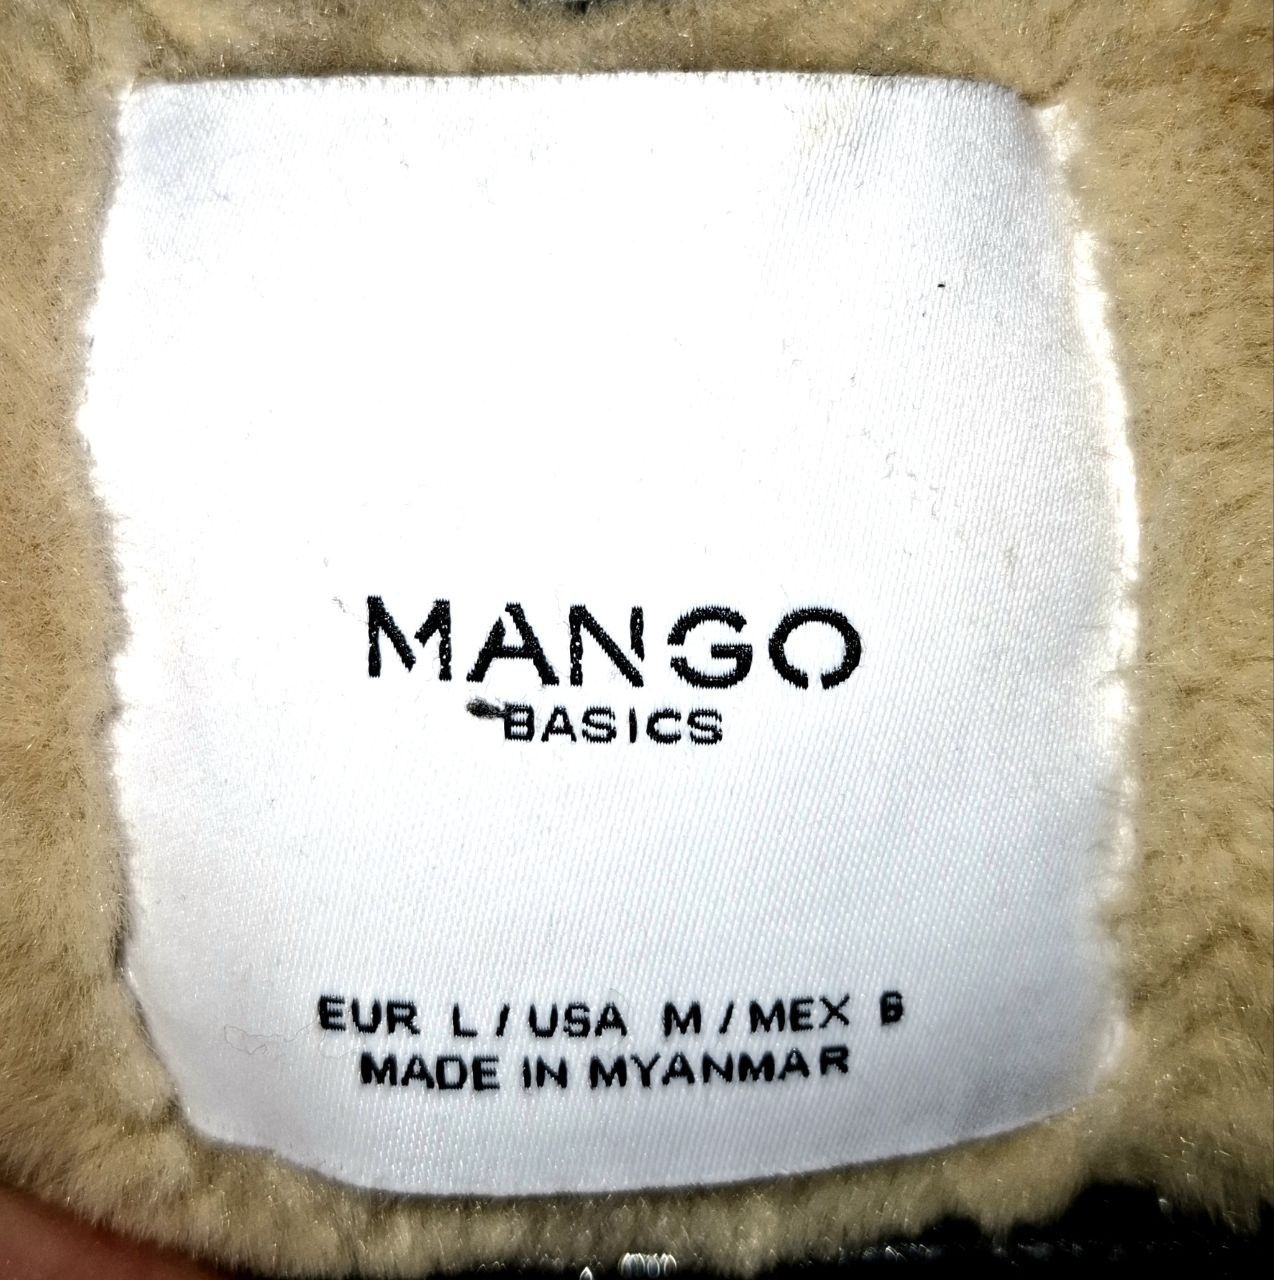 MANGO
BASICS
EUR L / USA M / MEX 6
MADE IN MYANMAR